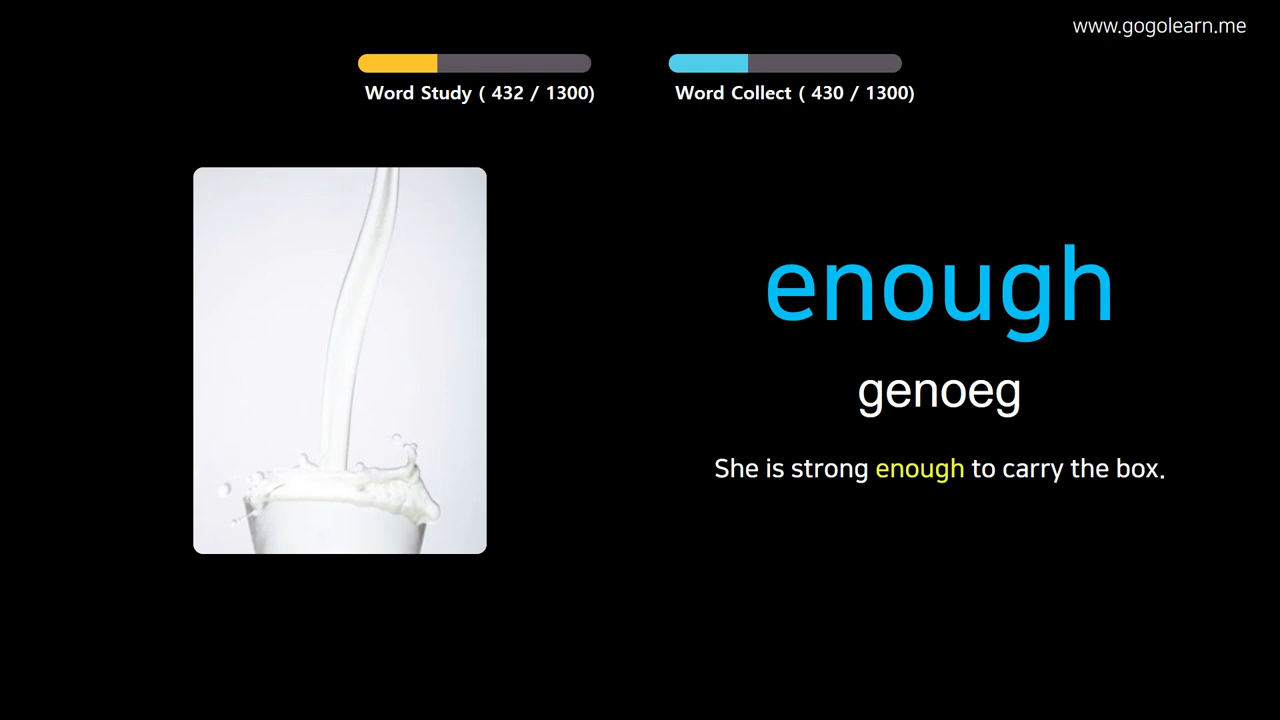 www.gogolearn.me
Word Study ( 432 / 1300)
Word Collect ( 430 / 1300)
enough
genoeg
She is strong enough to carry the box.